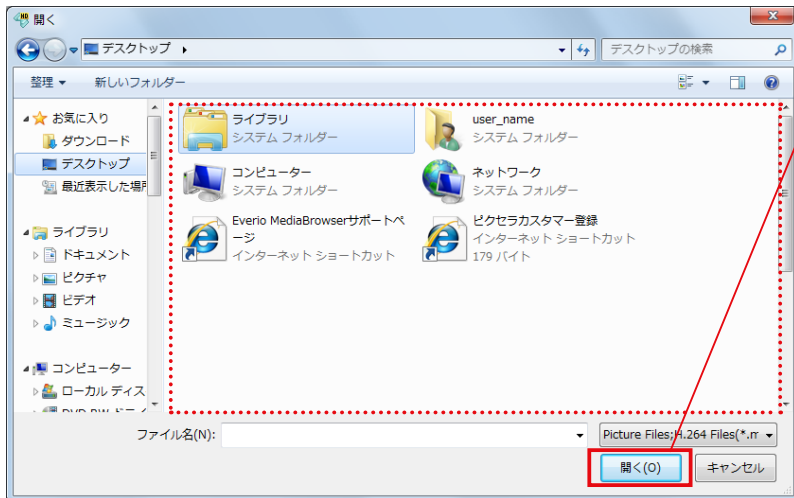 開く
デスクトップ
デスクトップの検索
整理
新しいフォルダー
お気に入り
ダウンロード
デスクトップ
最近表示した場所
ライブラリ
ドキュメント
ピクチャ
ビデオ
ミュージック
コンピューター
ローカル ディス
ライブラリ
システム フォルダー
user_name
システム フォルダー
コンピューター
システム フォルダー
ネットワーク
システム フォルダー
Everio MediaBrowserサポートペ
ージ
インターネット ショートカット
ピクセラカスタマー登録
インターネット ショートカット
179 バイト
ファイル名(N):
Picture Files;H.264 Files(*.m
開く(O)
キャンセル